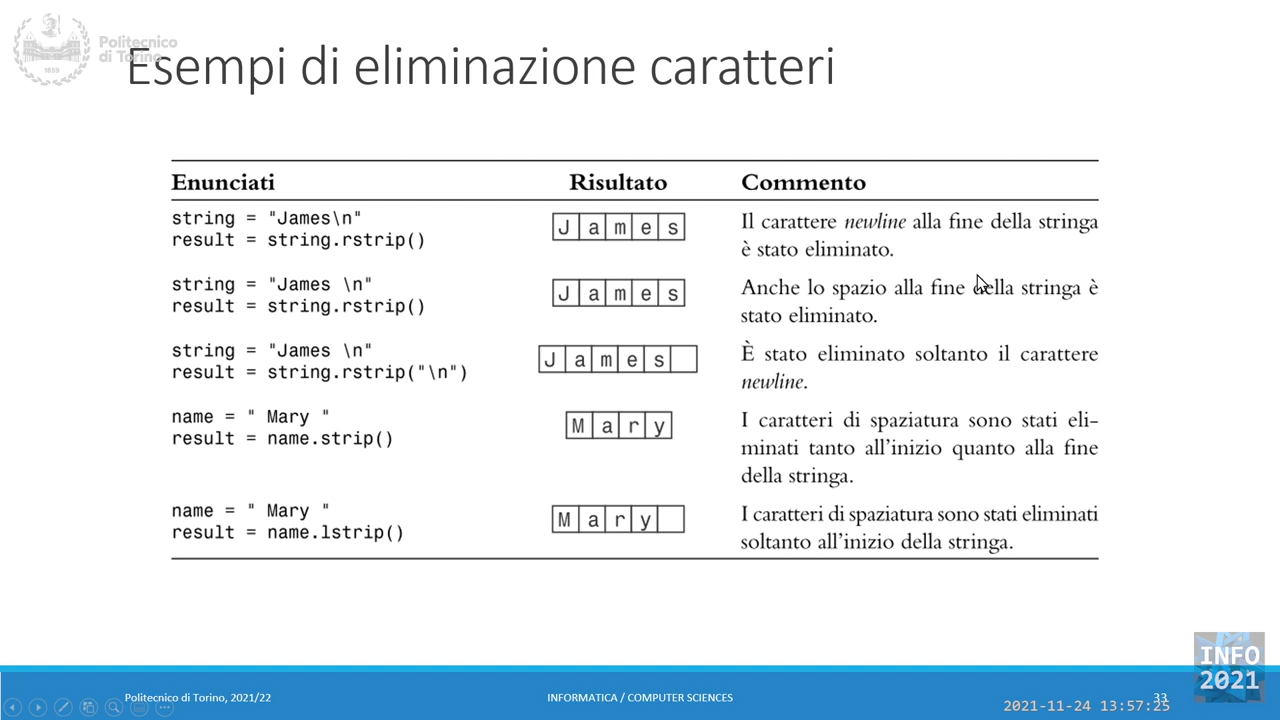 Politecnico
di Torino
1859
Esempi di eliminazione caratteri
Enunciati Risultato Commento
string = "James\n"
result = string.rstrip()
J a m e s
Il carattere newline alla fine della stringa
è stato eliminato.
string = "James \n"
result = string.rstrip()
J a m e s
Anche lo spazio alla fine della stringa è
stato eliminato.
string = "James \n"
result = string.rstrip("\n")
J a m e s
È stato eliminato soltanto il carattere
newline.
name = " Mary "
result = name.strip()
M a r y
I caratteri di spaziatura sono stati eli-
minati tanto all'inizio quanto alla fine
della stringa.
name = " Mary "
result = name.lstrip()
M a r y
I caratteri di spaziatura sono stati eliminati
soltanto all'inizio della stringa.
INFO
2021
Politecnico di Torino, 2021/22 INFORMATICA / COMPUTER SCIENCES 33
2021-11-24 13:57:25